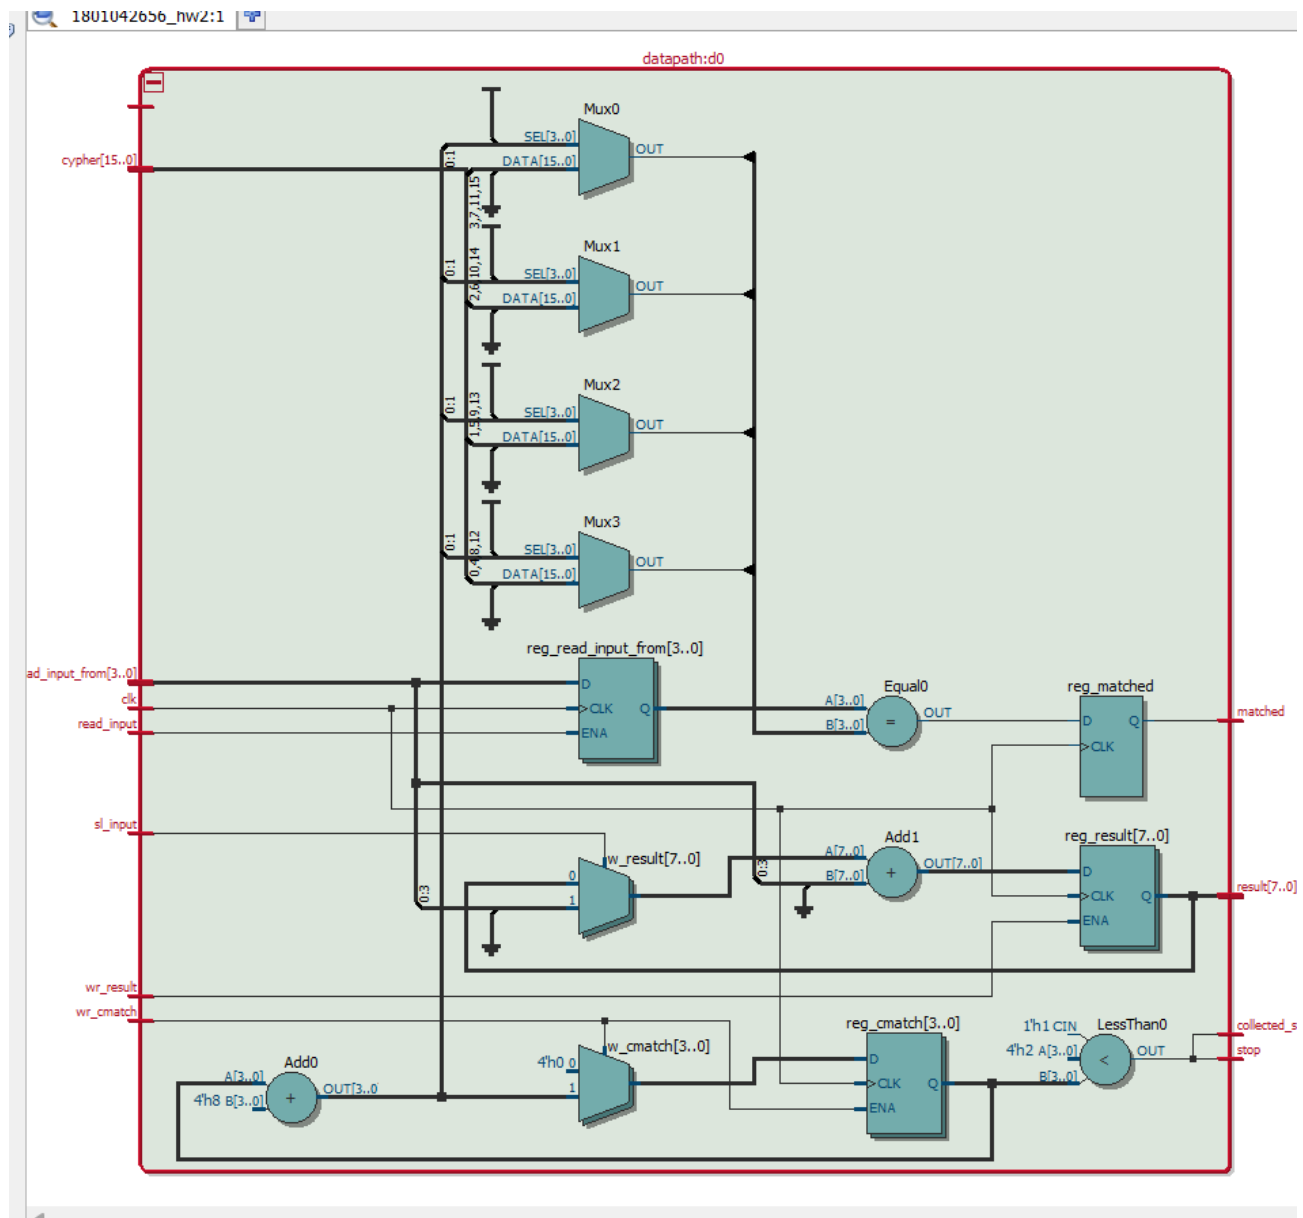 1801042656_hw2:1
datapath:d0
Mux0
SEL[3..0]
OUT
cypher[15..0]
0:1
DATA[15..0]
3,7,11,15
Mux1
0:1
SEL[3..0]
OUT
2,6,10,14
DATA[15..0]
Mux2
0:1
SEL[3..0]
OUT
1,5,9,13
DATA[15..0]
Mux3
0:1
SEL[3..0]
OUT
0,4,8,12
DATA[15..0]
reg_read_input_from[3..0]
ad_input_from[3..0]
D
clk
CLK
Q
read_input
ENA
Equal0
A[3..0]
=
OUT
B[3..0]
reg_matched
D
Q
matched
CLK
sl_input
w_result[7..0]
0
1
0:3
Add1
A[7..0]
+
OUT[7..0]
B[7..0]
0:3
reg_result[7..0]
D
CLK
Q
result[7..0]
ENA
wr_result
wr_cmatch
Add0
A[3..0]
+
OUT[3..0
4'h8 B[3..0]
w_cmatch[3..0]
4'h0 0
1
reg_cmatch[3..0]
D
CLK
Q
ENA
LessThan0
1'h1 CIN
4'h2 A[3..0]
<
OUT
B[3..0]
collected_s
stop